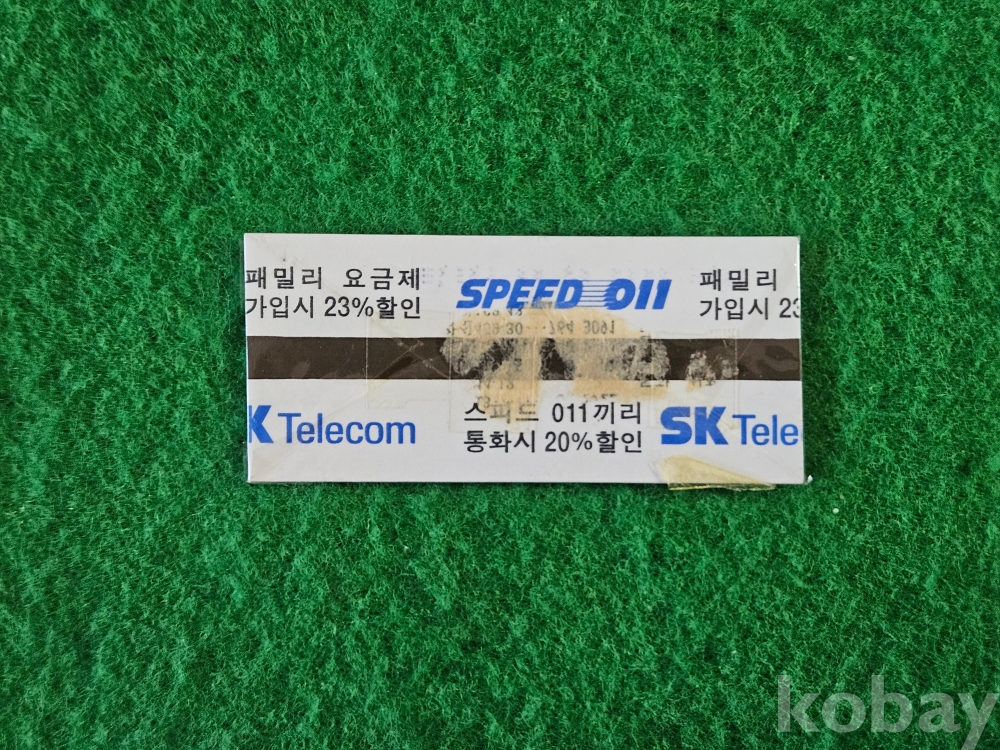 패밀리 요금제
가입시 23%할인
SPEED 011
패밀리
가입시 23
K Telecom
스피드 011끼리
통화시 20%할인
SK Tele
kobay